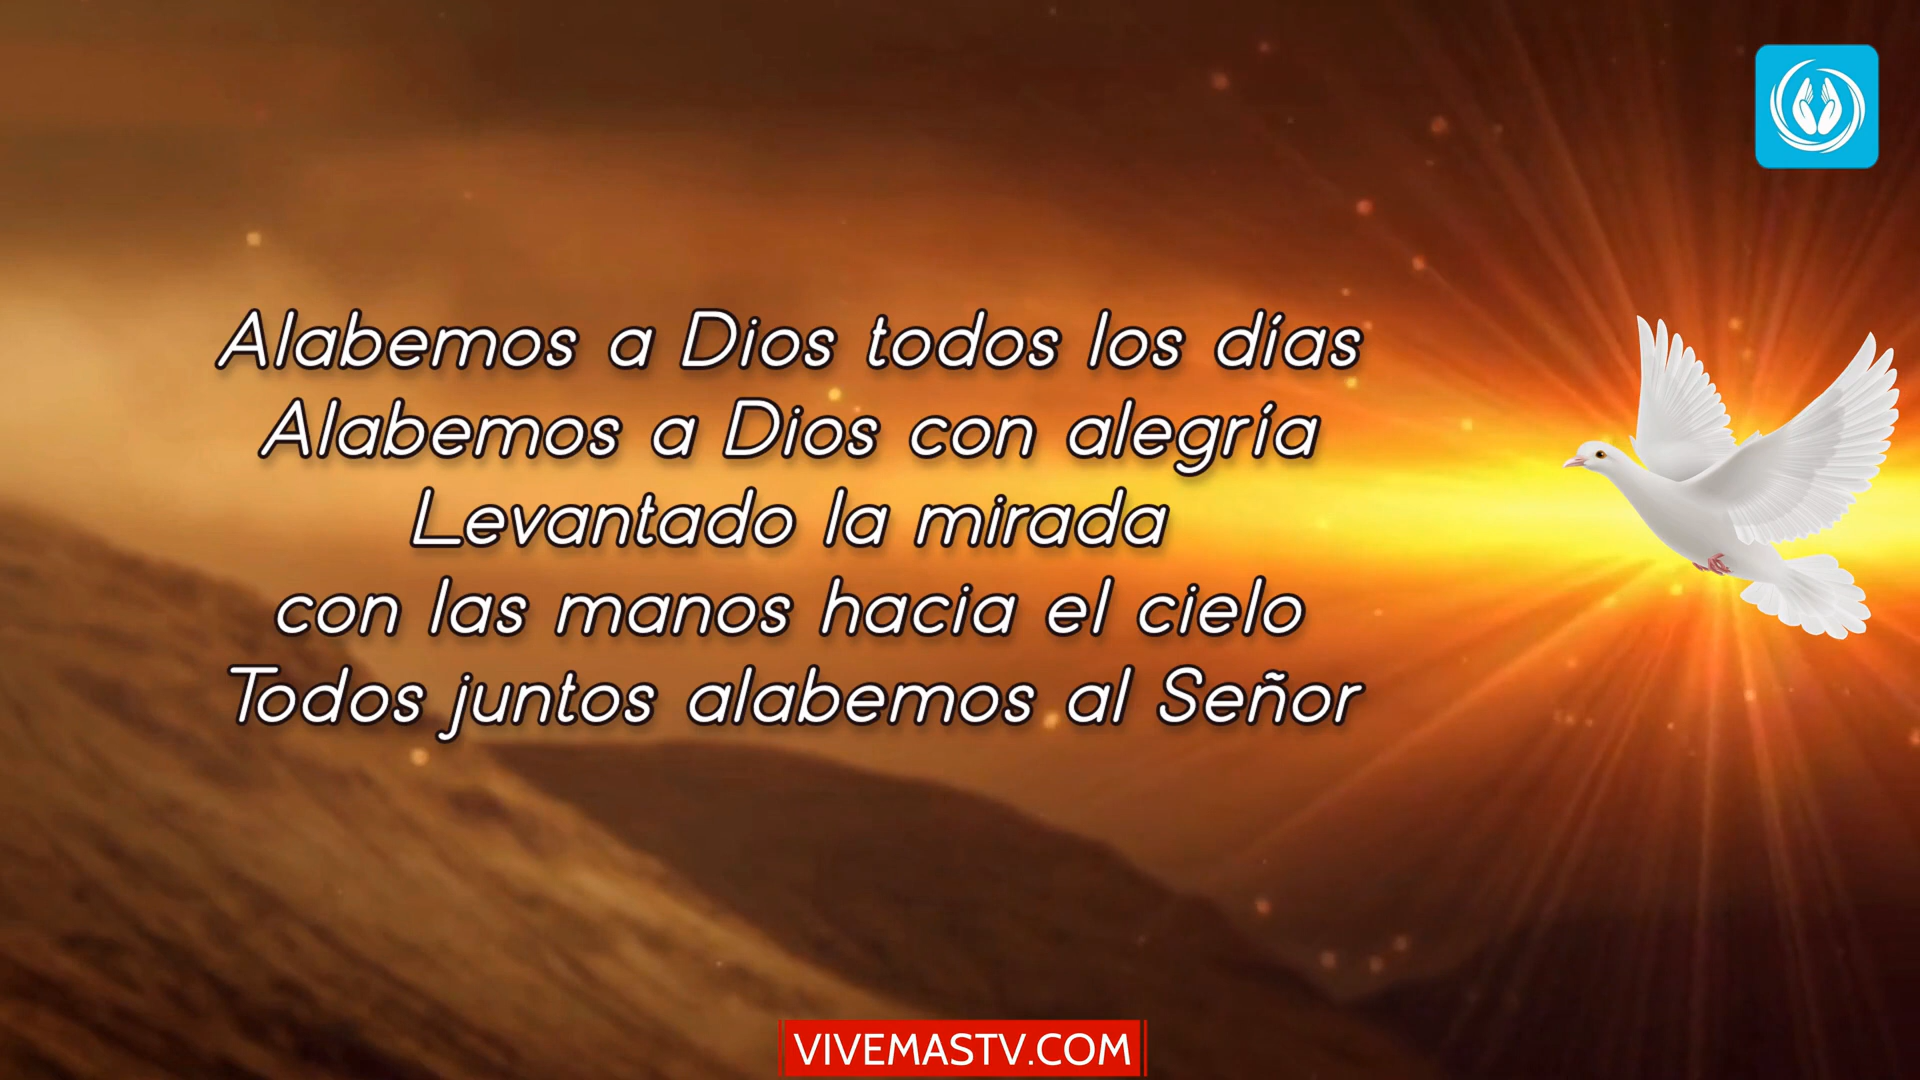 Alabemos a Dios todos los días
Alabemos a Dios con alegría
Levantado la mirada
con las manos hacia el cielo
Todos juntos alabemos al Señor
VIVEMASTV.COM